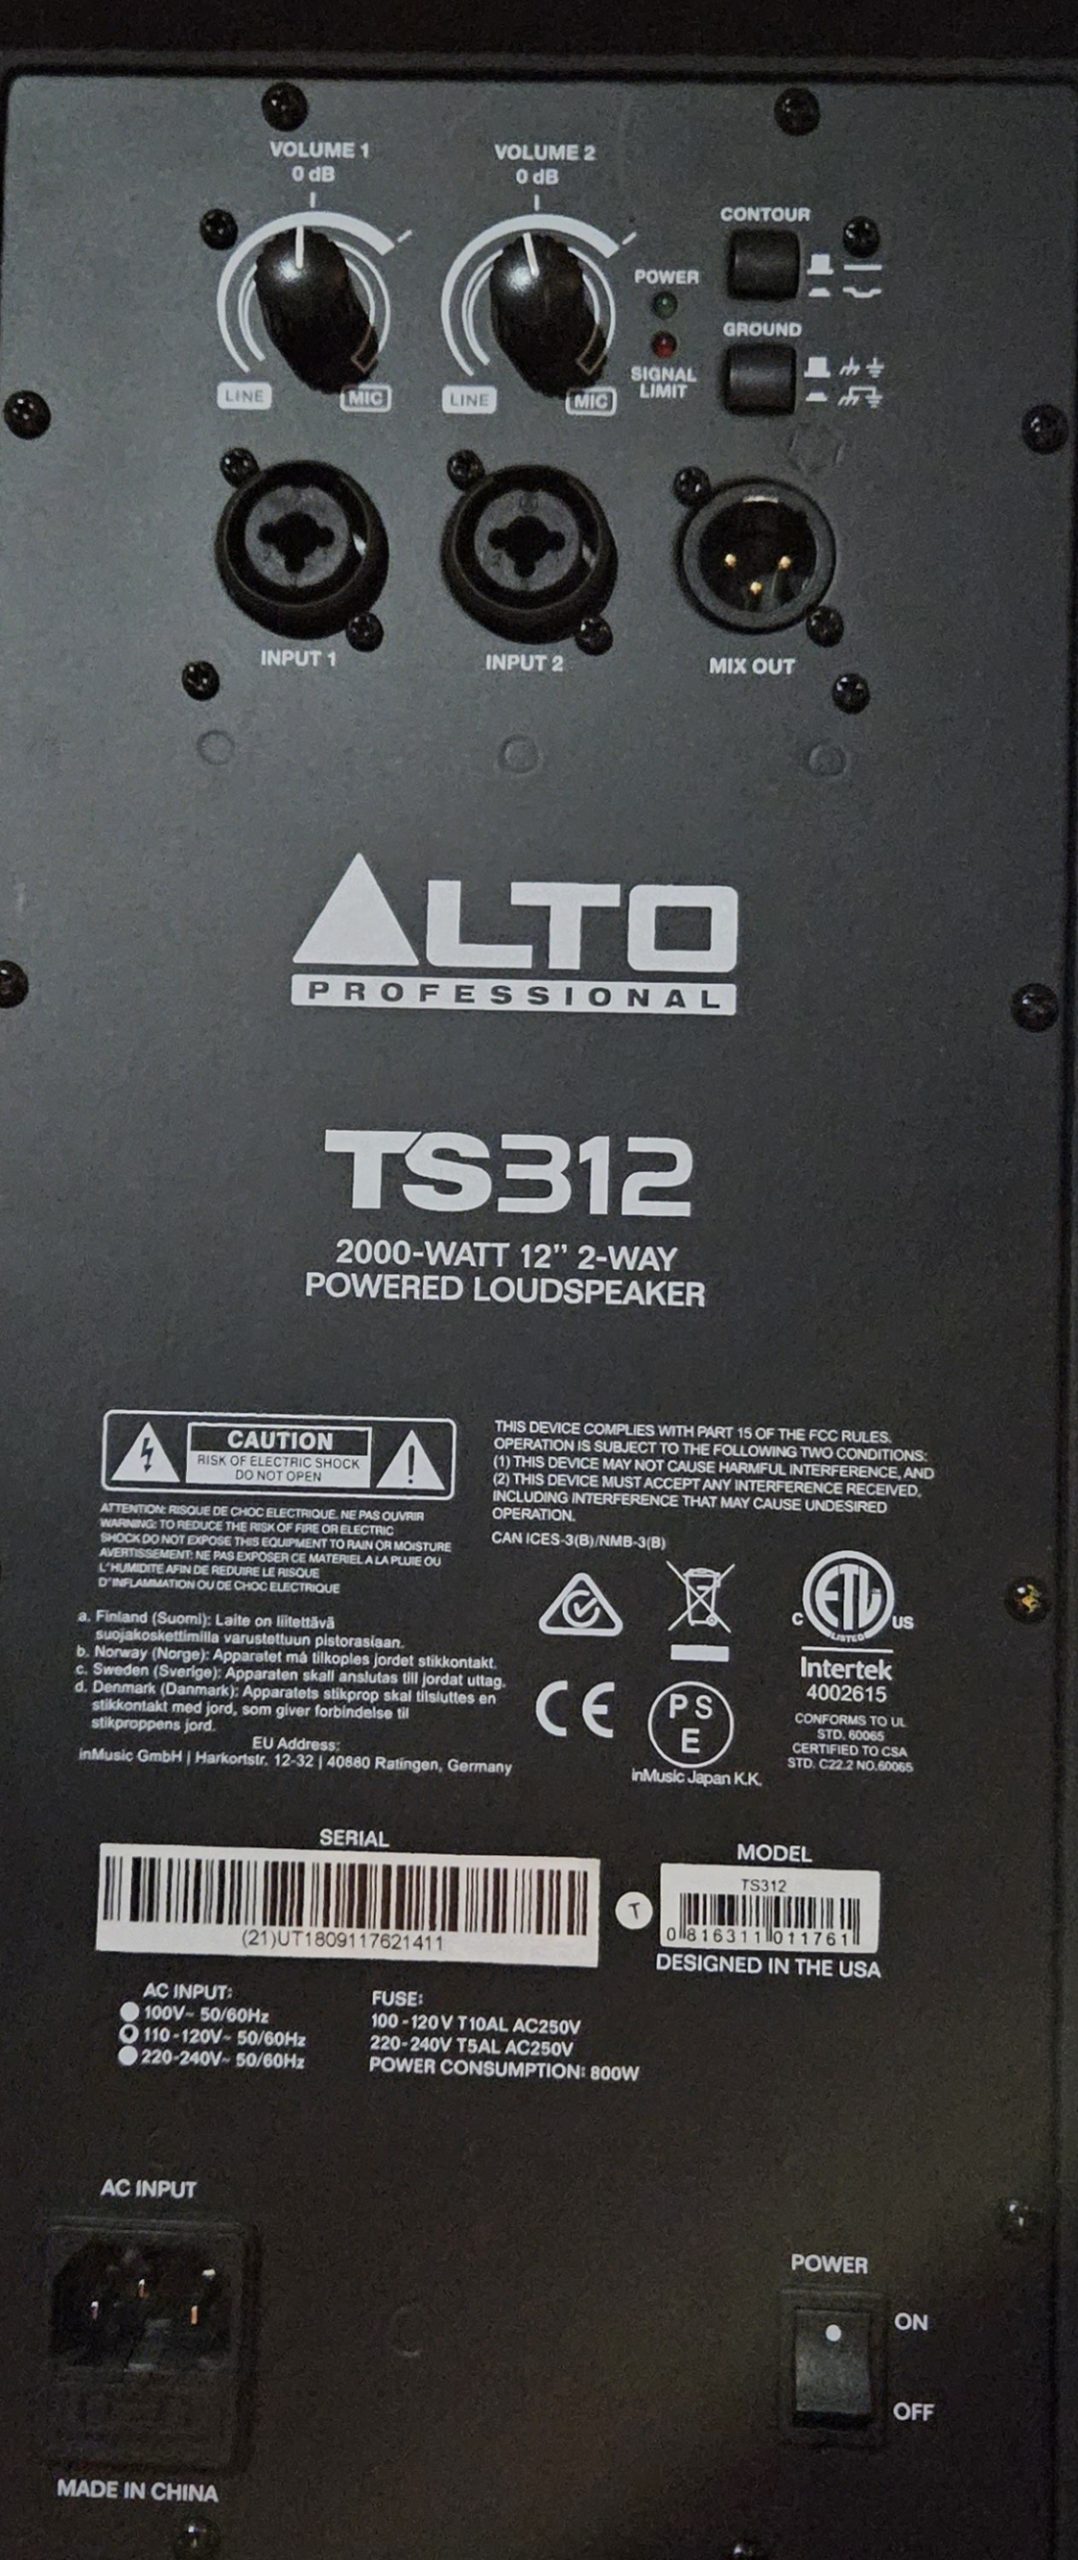 VOLUME 1
0 dB
VOLUME 2
0 dB
CONTOUR
POWER
GROUND
SIGNAL
LIMIT
LINE
MIC
LINE
MIC
INPUT 1
INPUT 2
MIX OUT
ALTO
PROFESSIONAL
TS312
2000-WATT 12" 2-WAY
POWERED LOUDSPEAKER
CAUTION
RISK OF ELECTRIC SHOCK
DO NOT OPEN
ATTENTION: RISQUE DE CHOC ELECTRIQUE. NE PAS OUVRIR
WARNING: TO REDUCE THE RISK OF FIRE OR ELECTRIC
SHOCK DO NOT EXPOSE THIS EQUIPMENT TO RAIN OR MOISTURE
AVERTISSEMENT: NE PAS EXPOSER CE MATERIEL A LA PLUIE OU
L'HUMIDITE AFIN DE REDUIRE LE RISQUE
D'INFLAMMATION OU DE CHOC ELECTRIQUE
a. Finland (Suomi): Laite on liitettävä
suojakoskettimilla varustettuun pistorasiaan.
b. Norway (Norge): Apparatet må tilkoples jordet stikkontakt.
c. Sweden (Sverige): Apparaten skall anslutas till jordat uttag.
d. Denmark (Danmark): Apparatets stikprop skal tilsluttes en
stikkontakt med jord, som giver forbindelse til
stikproppens jord.
EU Address:
inMusic GmbH | Harkortstr. 12-32 | 40880 Ratingen, Germany
THIS DEVICE COMPLIES WITH PART 15 OF THE FCC RULES.
OPERATION IS SUBJECT TO THE FOLLOWING TWO CONDITIONS:
(1) THIS DEVICE MAY NOT CAUSE HARMFUL INTERFERENCE, AND
(2) THIS DEVICE MUST ACCEPT ANY INTERFERENCE RECEIVED,
INCLUDING INTERFERENCE THAT MAY CAUSE UNDESIRED
OPERATION.
CAN ICES-3(B)/NMB-3(B)
C ETL US
LISTED
Intertek
4002615
CONFORMS TO UL
STD. 60065
CERTIFIED TO CSA
STD. C22.2 NO.60065
CE
PS
E
inMusic Japan K.K.
SERIAL
(21)UT1809117621411
T
MODEL
TS312
0 816311 011761
DESIGNED IN THE USA
AC INPUT:
100V~ 50/60Hz
110-120V~ 50/60Hz
220-240V~ 50/60Hz
FUSE:
100-120V T10AL AC250V
220-240V T5AL AC250V
POWER CONSUMPTION: 800W
AC INPUT
POWER
ON
OFF
MADE IN CHINA